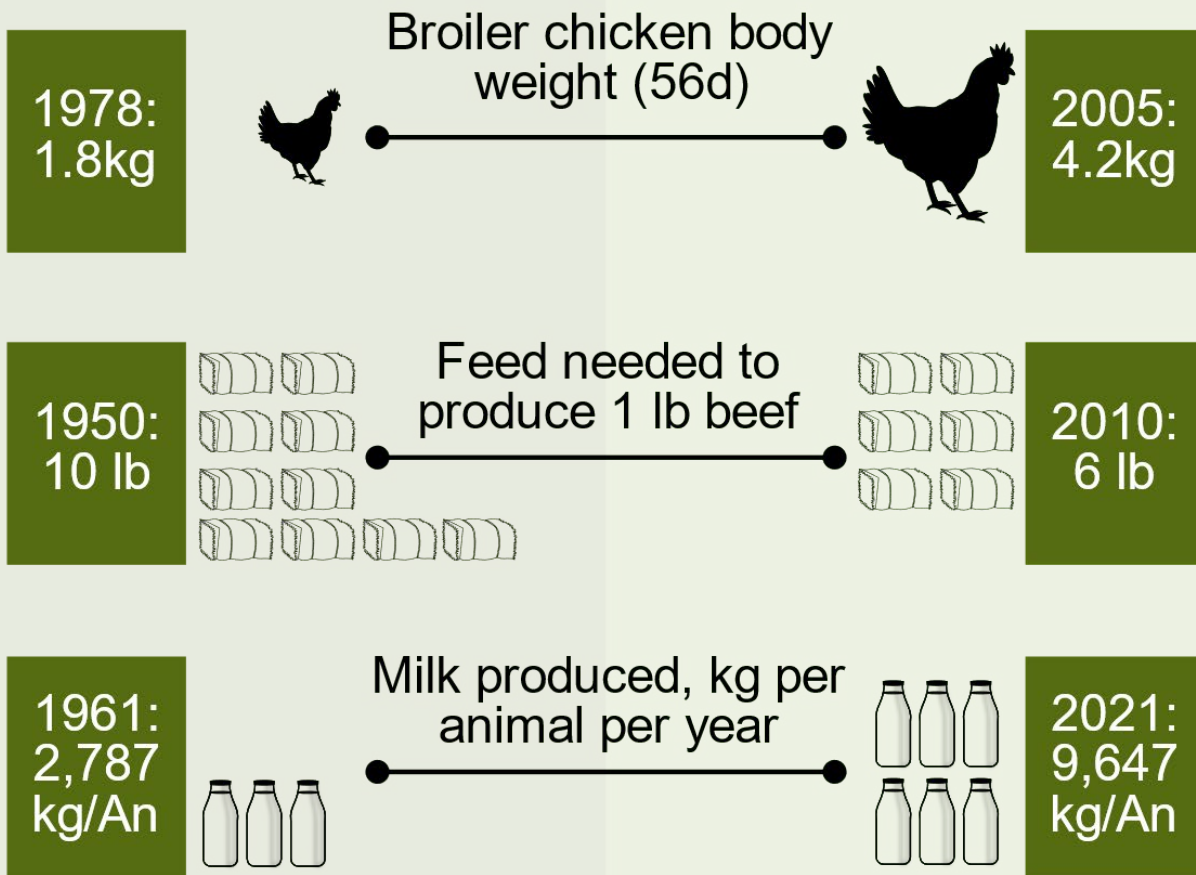 Broiler chicken body
weight (56d)
1978:
1.8kg
2005:
4.2kg
Feed needed to
produce 1 lb beef
1950:
10 lb
2010:
6 lb
Milk produced, kg per
animal per year
1961:
2,787
kg/An
2021:
9,647
kg/An